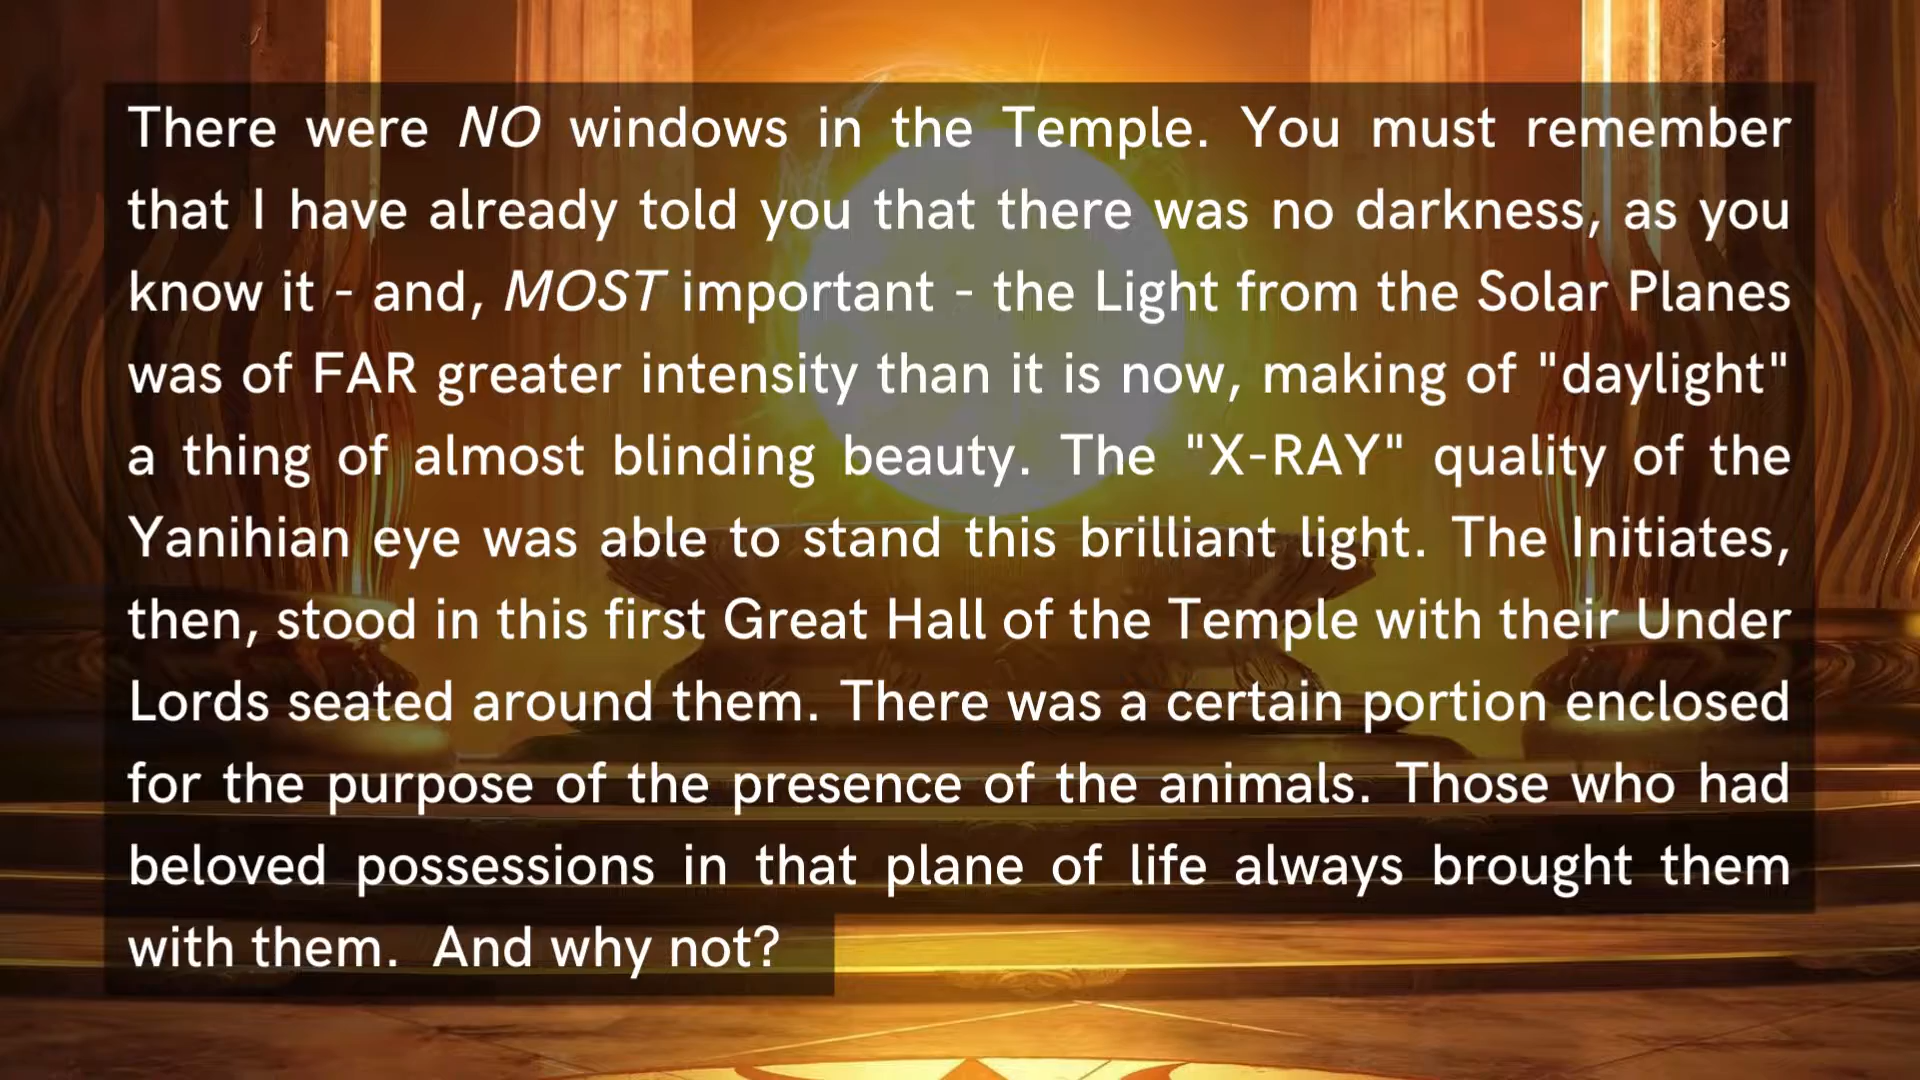 There were NO windows in the Temple. You must remember
that I have already told you that there was no darkness, as you
know it - and, MOST important - the Light from the Solar Planes
was of FAR greater intensity than it is now, making of "daylight"
a thing of almost blinding beauty. The "X-RAY" quality of the
Yanihian eye was able to stand this brilliant light. The Initiates,
then, stood in this first Great Hall of the Temple with their Under
Lords seated around them. There was a certain portion enclosed
for the purpose of the presence of the animals. Those who had
beloved possessions in that plane of life always brought them
with them.  And why not?